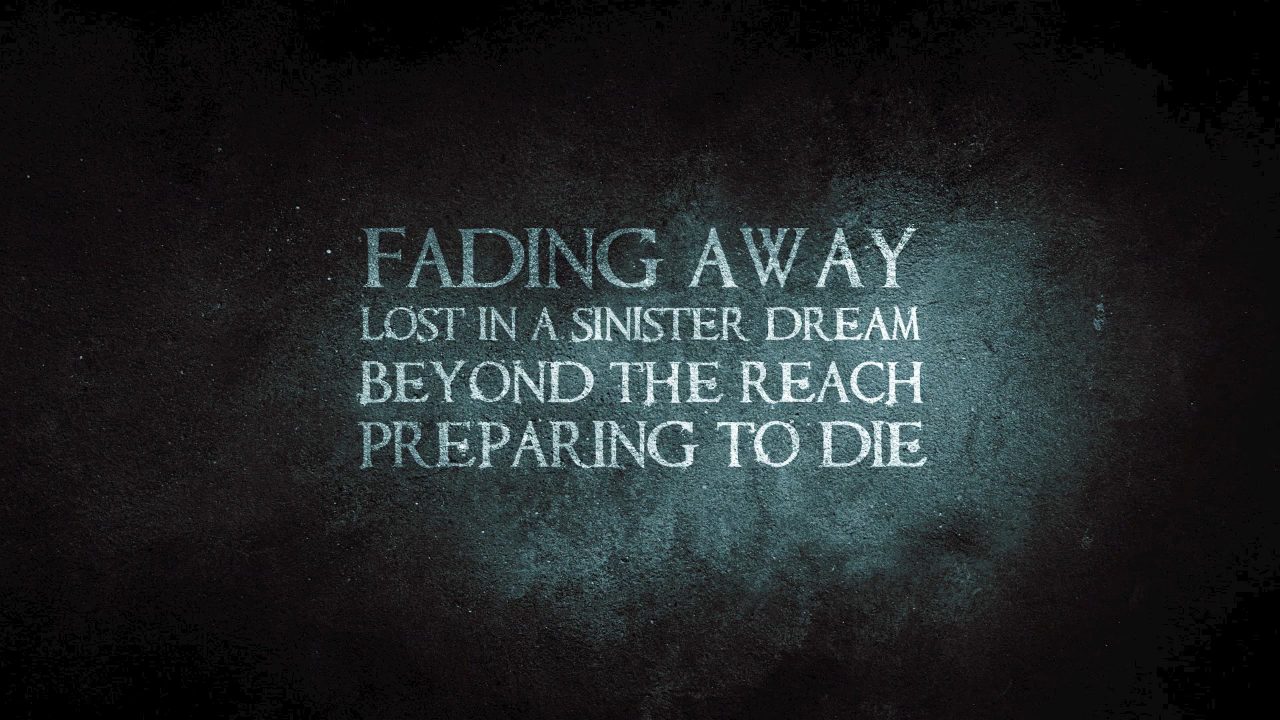 FADING AWAY
LOST IN A SINISTER DREAM
BEYOND THE REACH
PREPARING TO DIE